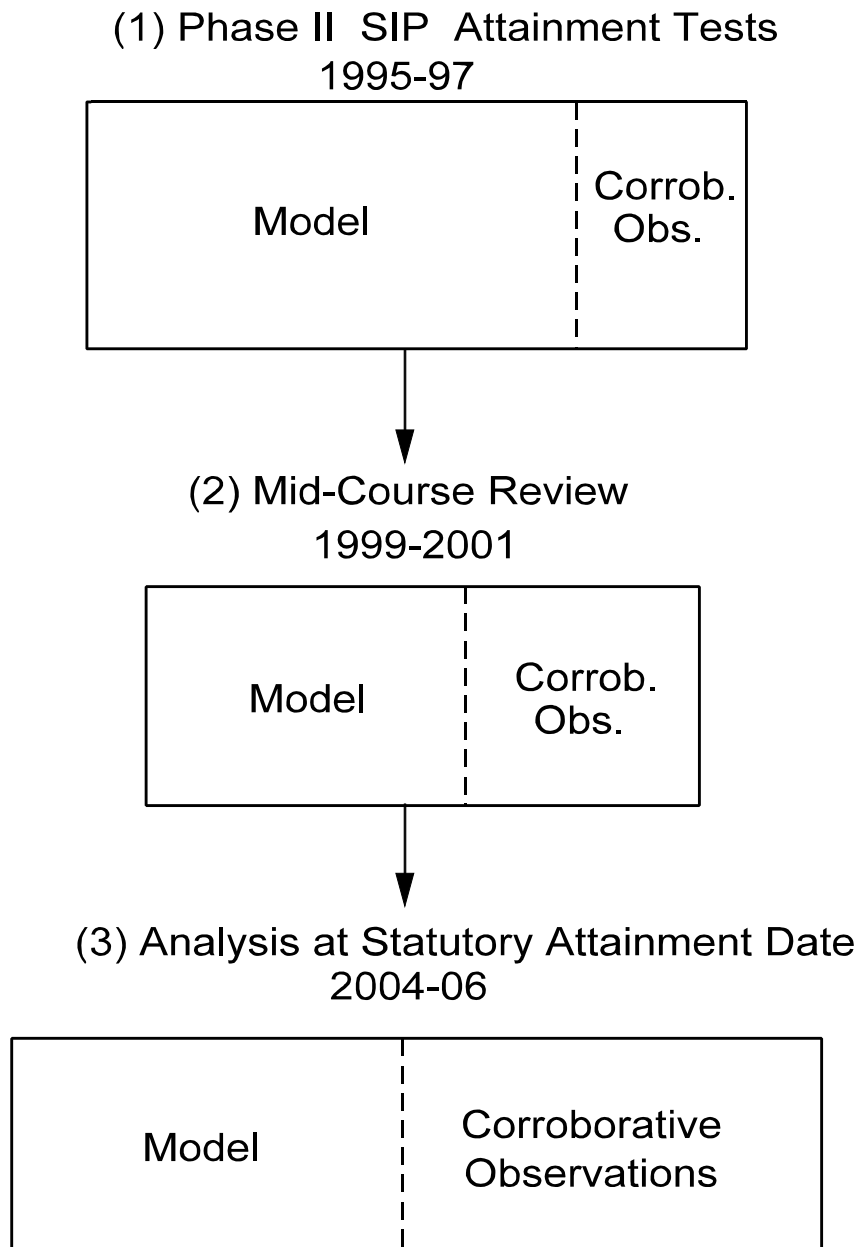 (1) Phase II SIP Attainment Tests
1995-97
Model
Corrob.
Obs.
(2) Mid-Course Review
1999-2001
Model
Corrob.
Obs.
(3) Analysis at Statutory Attainment Date
2004-06
Model
Corroborative
Observations